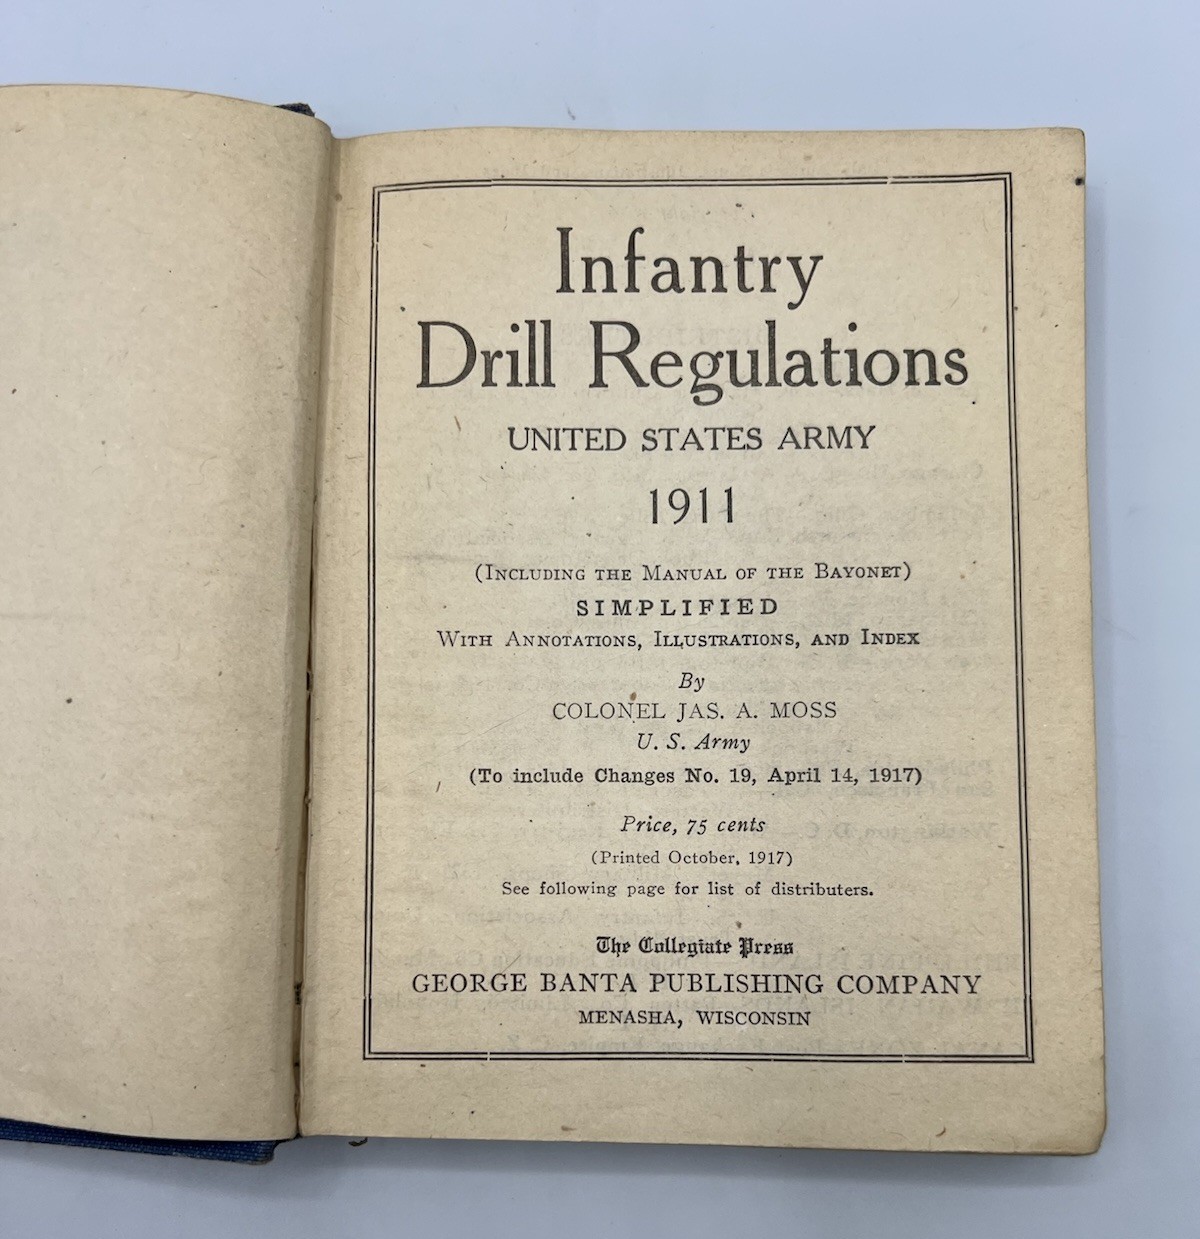 Infantry
Drill Regulations
UNITED STATES ARMY
1911
(Including the Manual of the Bayonet)
SIMPLIFIED
With Annotations, Illustrations, and Index
By
COLONEL JAS. A. MOSS
U. S. Army
(To include Changes No. 19, April 14, 1917)
Price, 75 cents
(Printed October, 1917)
See following page for list of distributers.
The Collegiate Press
GEORGE BANTA PUBLISHING COMPANY
MENASHA, WISCONSIN